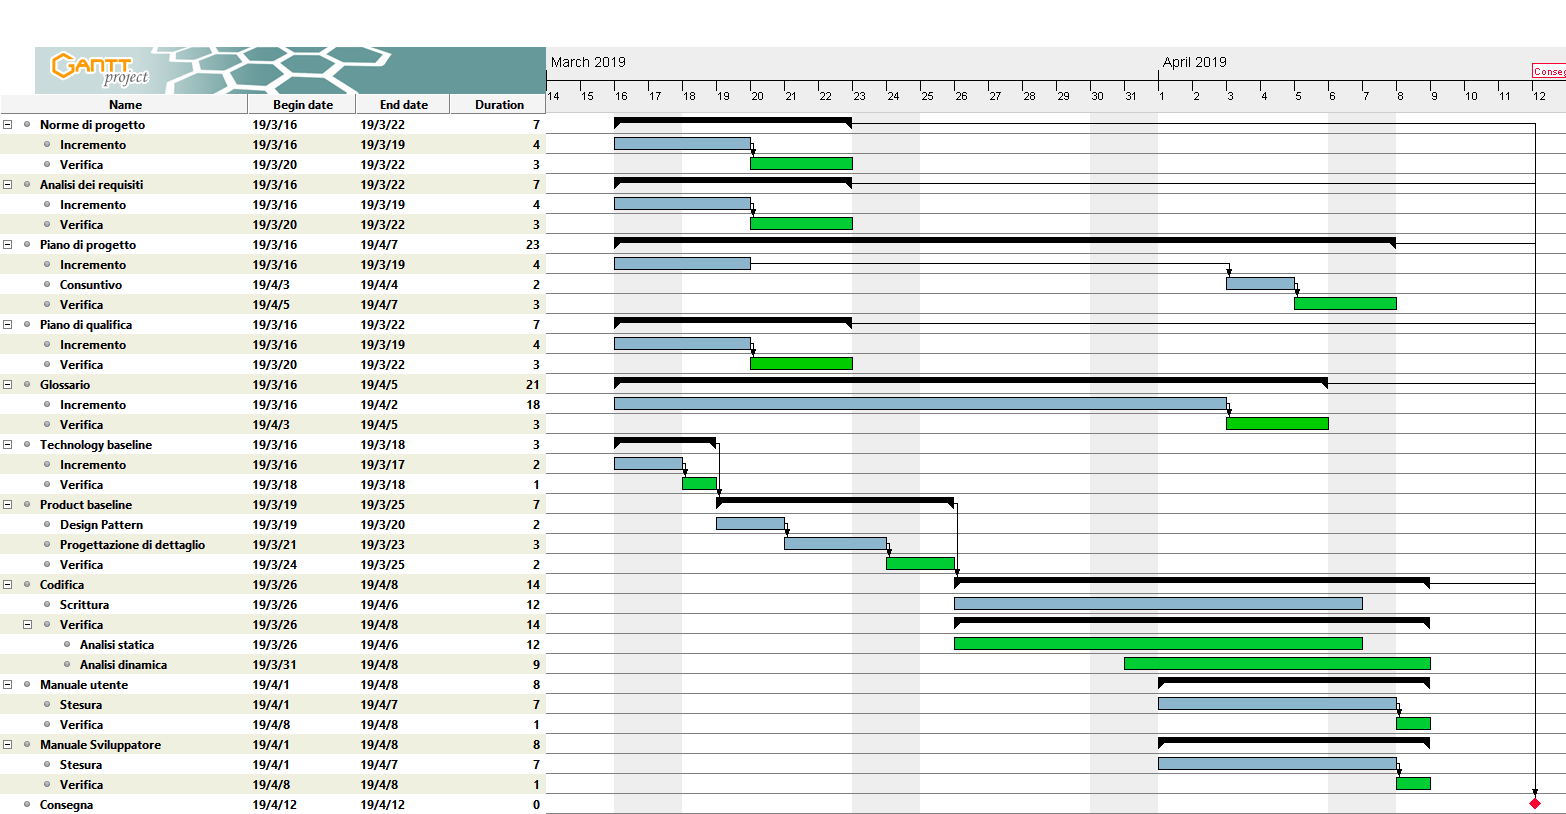 GANTT
project
March 2019 April 2019
Conseg
14 15 16 17 18 19 20 21 22 23 24 25 26 27 28 29 30 31 1 2 3 4 5 6 7 8 9 10 11 12
Name Begin date End date Duration
Norme di progetto 19/3/16 19/3/22 7
Incremento 19/3/16 19/3/19 4
Verifica 19/3/20 19/3/22 3
Analisi dei requisiti 19/3/16 19/3/22 7
Incremento 19/3/16 19/3/19 4
Verifica 19/3/20 19/3/22 3
Piano di progetto 19/3/16 19/4/7 23
Incremento 19/3/16 19/3/19 4
Consuntivo 19/4/3 19/4/4 2
Verifica 19/4/5 19/4/7 3
Piano di qualifica 19/3/16 19/3/22 7
Incremento 19/3/16 19/3/19 4
Verifica 19/3/20 19/3/22 3
Glossario 19/3/16 19/4/5 21
Incremento 19/3/16 19/4/2 18
Verifica 19/4/3 19/4/5 3
Technology baseline 19/3/16 19/3/18 3
Incremento 19/3/16 19/3/17 2
Verifica 19/3/18 19/3/18 1
Product baseline 19/3/19 19/3/25 7
Design Pattern 19/3/19 19/3/20 2
Progettazione di dettaglio 19/3/21 19/3/23 3
Verifica 19/3/24 19/3/25 2
Codifica 19/3/26 19/4/8 14
Scrittura 19/3/26 19/4/6 12
Verifica 19/3/26 19/4/8 14
Analisi statica 19/3/26 19/4/6 12
Analisi dinamica 19/3/31 19/4/8 9
Manuale utente 19/4/1 19/4/8 8
Stesura 19/4/1 19/4/7 7
Verifica 19/4/8 19/4/8 1
Manuale Sviluppatore 19/4/1 19/4/8 8
Stesura 19/4/1 19/4/7 7
Verifica 19/4/8 19/4/8 1
Consegna 19/4/12 19/4/12 0